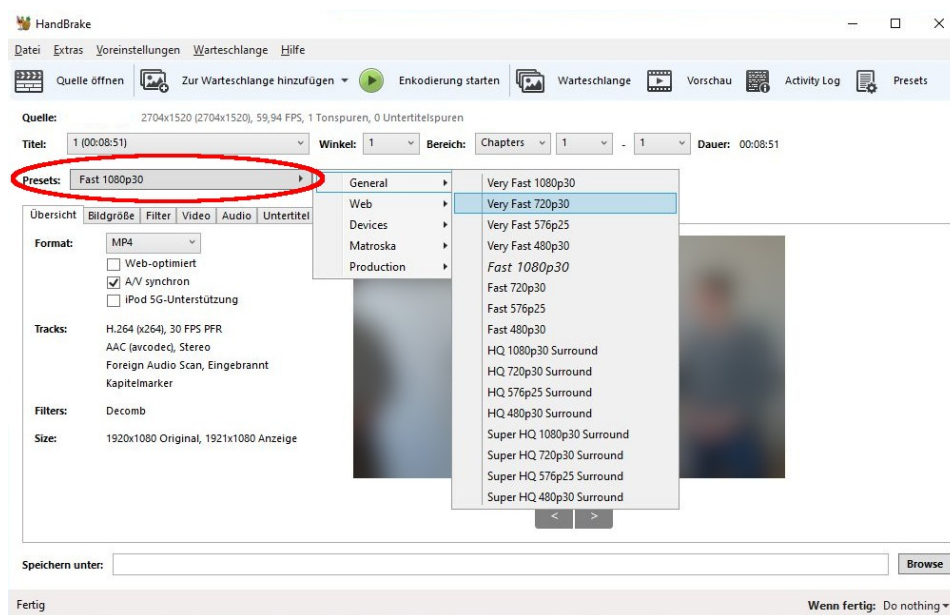 HandBrake
Datei Extras Voreinstellungen Warteschlange Hilfe
Quelle öffnen Zur Warteschlange hinzufügen Enkodierung starten Warteschlange Vorschau Activity Log Presets
Quelle: 2704x1520 (2704x1520), 59,94 FPS, 1 Tonspuren, 0 Untertitelspuren
Titel: 1 (00:08:51) Winkel: 1 Bereich: Chapters 1 - 1 Dauer: 00:08:51
Presets: Fast 1080p30
General
Web
Devices
Matroska
Production
Very Fast 1080p30
Very Fast 720p30
Very Fast 576p25
Very Fast 480p30
Fast 1080p30
Fast 720p30
Fast 576p25
Fast 480p30
HQ 1080p30 Surround
HQ 720p30 Surround
HQ 576p25 Surround
HQ 480p30 Surround
Super HQ 1080p30 Surround
Super HQ 720p30 Surround
Super HQ 576p25 Surround
Super HQ 480p30 Surround
Übersicht Bildgröße Filter Video Audio Untertitel
Format: MP4
Web-optimiert
A/V synchron
iPod 5G-Unterstützung
Tracks: H.264 (x264), 30 FPS PFR
AAC (avcodec), Stereo
Foreign Audio Scan, Eingebrannt
Kapitelmarker
Filters: Decomb
Size: 1920x1080 Original, 1921x1080 Anzeige
< >
Speichern unter: Browse
Fertig Wenn fertig: Do nothing